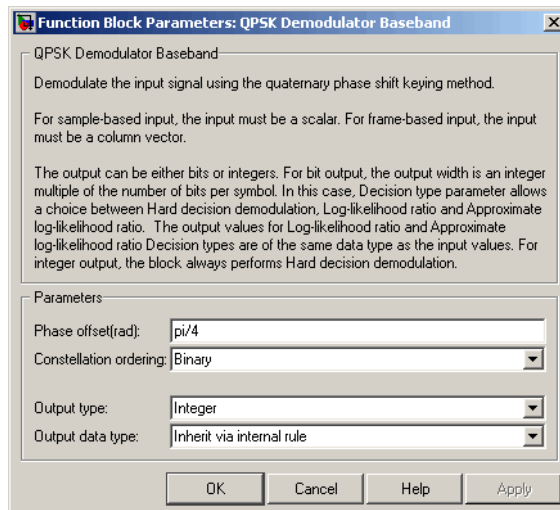 Function Block Parameters: QPSK Demodulator Baseband
QPSK Demodulator Baseband
Demodulate the input signal using the quaternary phase shift keying method.
For sample-based input, the input must be a scalar. For frame-based input, the input
must be a column vector.
The output can be either bits or integers. For bit output, the output width is an integer
multiple of the number of bits per symbol. In this case, Decision type parameter allows
a choice between Hard decision demodulation, Log-likelihood ratio and Approximate
log-likelihood ratio. The output values for Log-likelihood ratio and Approximate
log-likelihood ratio Decision types are of the same data type as the input values. For
integer output, the block always performs Hard decision demodulation.
Parameters
Phase offset(rad): pi/4
Constellation ordering: Binary
Output type: Integer
Output data type: Inherit via internal rule
OK Cancel Help Apply